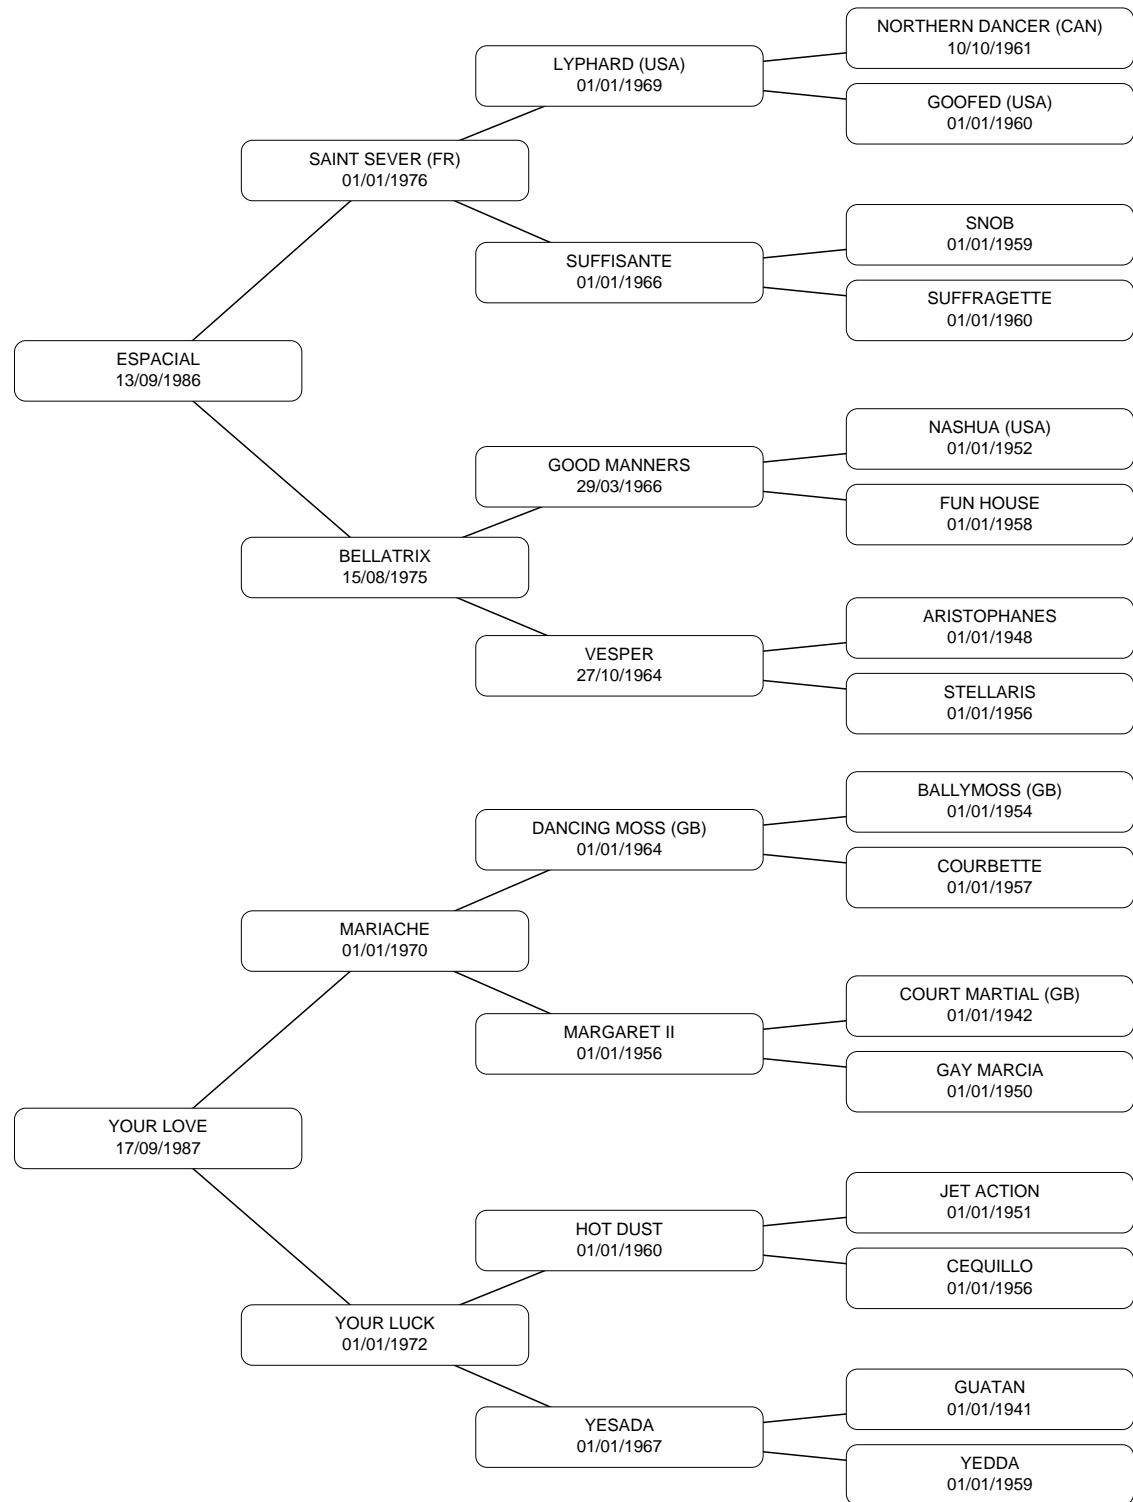 NORTHERN DANCER (CAN)
10/10/1961
LYPHARD (USA)
01/01/1969
GOOFED (USA)
01/01/1960
SAINT SEVER (FR)
01/01/1976
SNOB
01/01/1959
SUFFISANTE
01/01/1966
SUFFRAGETTE
01/01/1960
ESPACIAL
13/09/1986
NASHUA (USA)
01/01/1952
GOOD MANNERS
29/03/1966
FUN HOUSE
01/01/1958
BELLATRIX
15/08/1975
ARISTOPHANES
01/01/1948
VESPER
27/10/1964
STELLARIS
01/01/1956
BALLYMOSS (GB)
01/01/1954
DANCING MOSS (GB)
01/01/1964
COURBETTE
01/01/1957
MARIACHE
01/01/1970
COURT MARTIAL (GB)
01/01/1942
MARGARET II
01/01/1956
GAY MARCIA
01/01/1950
YOUR LOVE
17/09/1987
JET ACTION
01/01/1951
HOT DUST
01/01/1960
CEQUILLO
01/01/1956
YOUR LUCK
01/01/1972
GUATAN
01/01/1941
YESADA
01/01/1967
YEDDA
01/01/1959